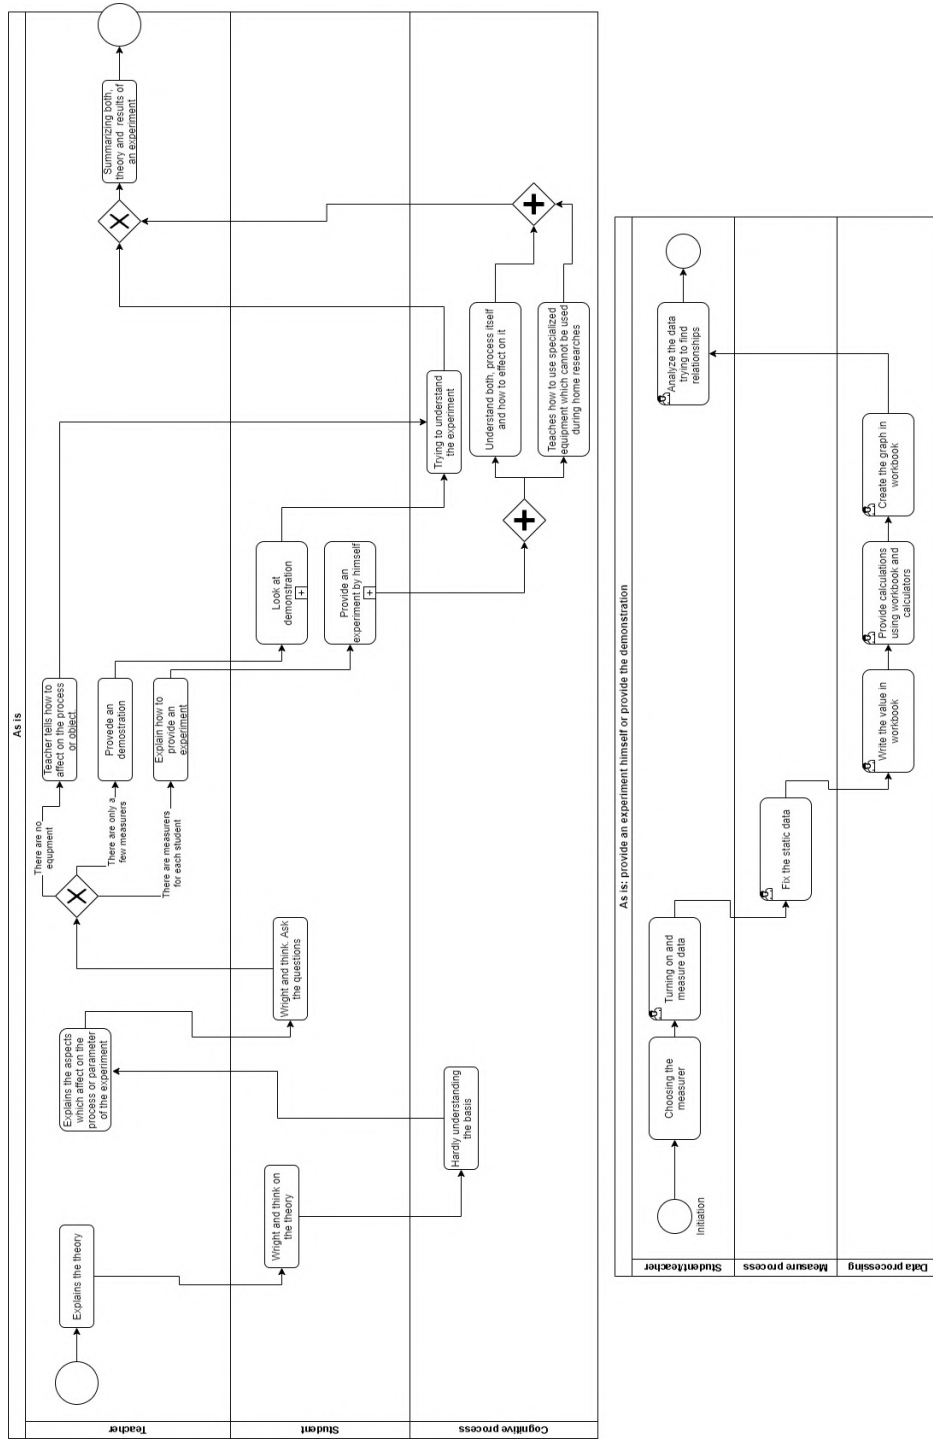 As is
Teacher
Student
Cognitive process
Explains the theory
Wright and think on
the theory
Hardly understanding
the basis
Explains the aspects
which affect on the
process or parameter
of the experiment
Wright and think. Ask
the questions
There are no
equpment
There are only a
few measurers
There are measurers
for each student
Teacher tells how to
affect on the process
or object.
Provede an
demostration
Explain how to
provide an
experiment
Look at
demonstration
Provide an
experiment by himself
Trying to understand
the experiment
Understand both, process itself
and how to effect on it
Teaches how to use specialized
equipment which cannot be used
during home researches
Summarizing both,
theory and results of
an experiment
As is: provide an experiment himself or provide the demonstration
Student/teacher
Measure process
Data processing
Initiation
Choosing the
measurer
Turning on and
measure data
Fix the static data
Write the value in
workbook
Provide calculations
using workbook and
calculators
Create the graph in
workbook
Analyze the data
trying to find
relationships